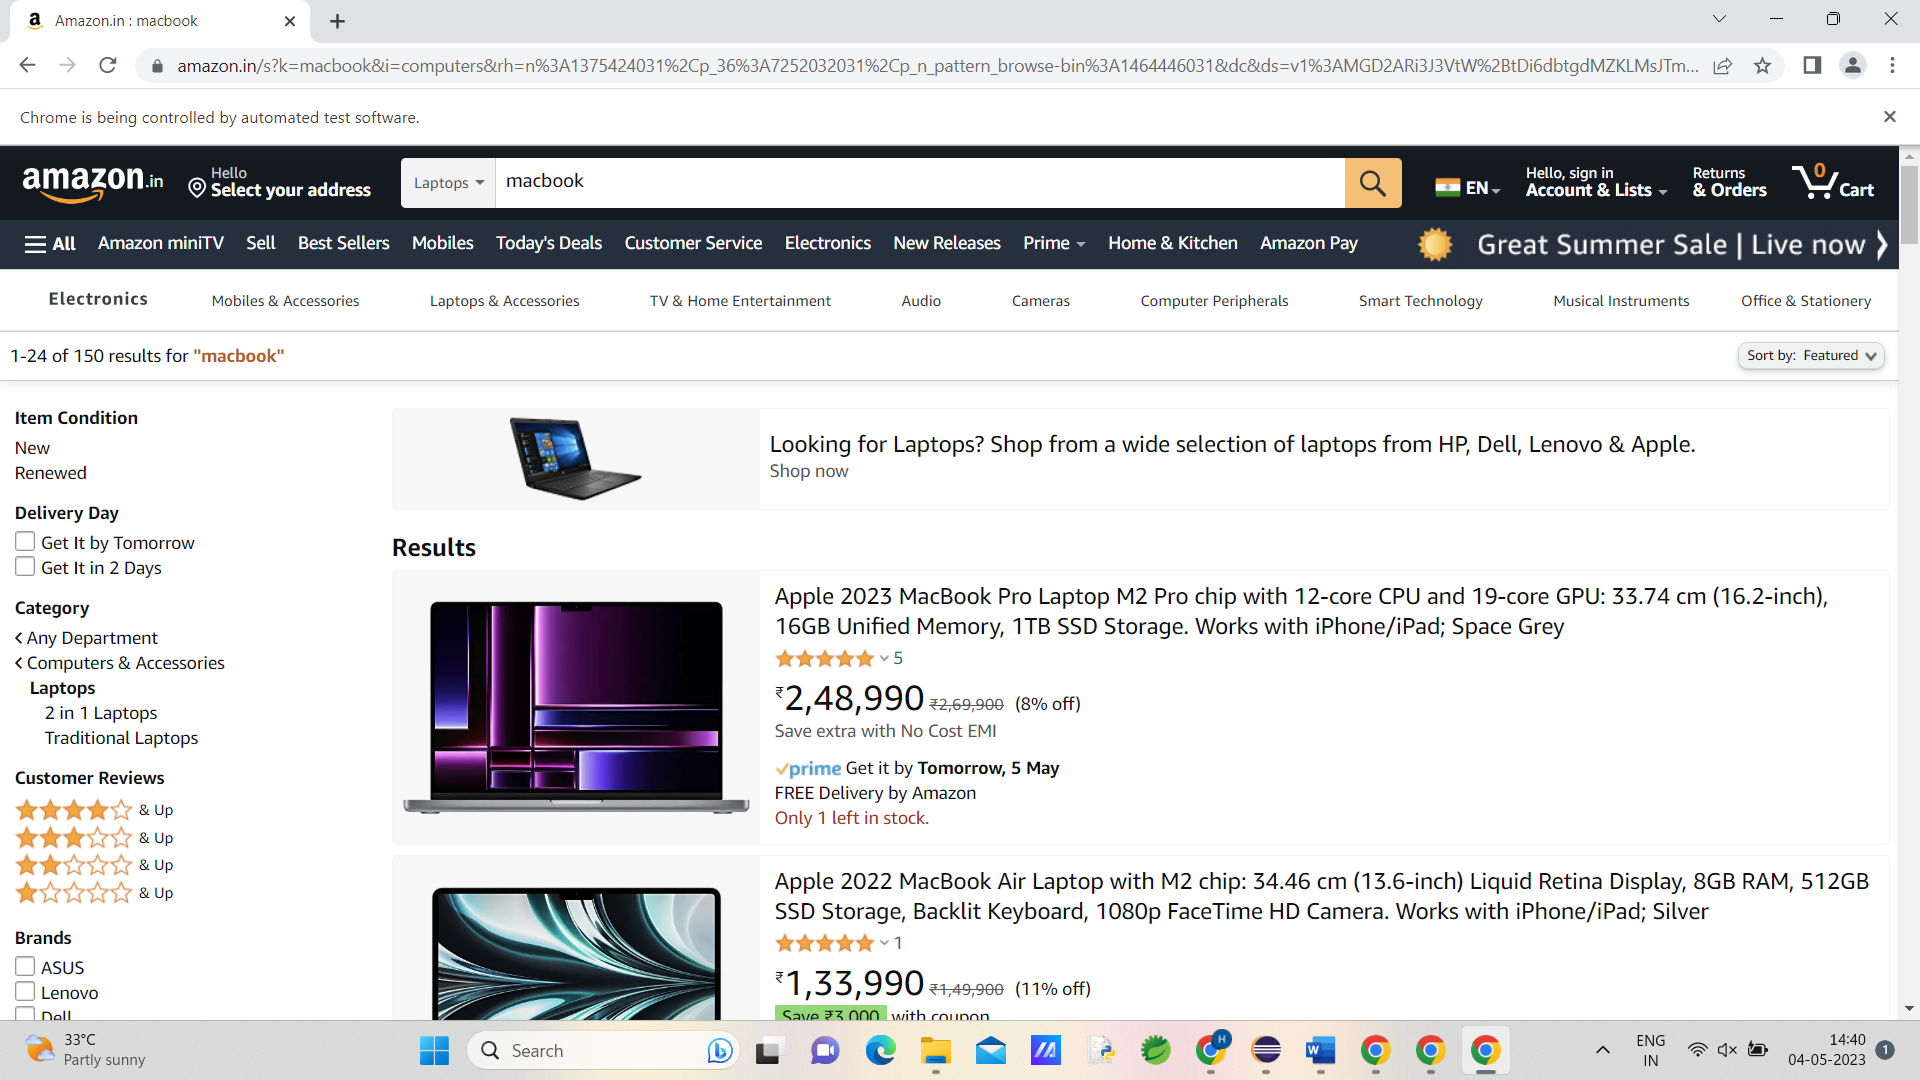 Amazon.in : macbook
amazon.in/s?k=macbook&i=computers&rh=n%3A1375424031%2Cp_36%3A7252032031%2Cp_n_pattern_browse-bin%3A1464446031&dc&ds=v1%3AMGD2ARi3J3VtW%2BtDi6dbtgdMZKLMsJTm...
Chrome is being controlled by automated test software.
amazon.in
Hello
Select your address
Laptops
macbook
EN
Hello, sign in
Account & Lists
Returns
& Orders
0
Cart
All
Amazon miniTV
Sell
Best Sellers
Mobiles
Today's Deals
Customer Service
Electronics
New Releases
Prime
Home & Kitchen
Amazon Pay
Great Summer Sale | Live now
Electronics
Mobiles & Accessories
Laptops & Accessories
TV & Home Entertainment
Audio
Cameras
Computer Peripherals
Smart Technology
Musical Instruments
Office & Stationery
1-24 of 150 results for "macbook"
Sort by: Featured
Item Condition
New
Renewed
Delivery Day
Get It by Tomorrow
Get It in 2 Days
Category
Any Department
Computers & Accessories
Laptops
2 in 1 Laptops
Traditional Laptops
Customer Reviews
& Up
& Up
& Up
& Up
Brands
ASUS
Lenovo
Dell
Looking for Laptops? Shop from a wide selection of laptops from HP, Dell, Lenovo & Apple.
Shop now
Results
Apple 2023 MacBook Pro Laptop M2 Pro chip with 12-core CPU and 19-core GPU: 33.74 cm (16.2-inch),
16GB Unified Memory, 1TB SSD Storage. Works with iPhone/iPad; Space Grey
5
₹2,48,990 ₹2,69,900 (8% off)
Save extra with No Cost EMI
prime Get it by Tomorrow, 5 May
FREE Delivery by Amazon
Only 1 left in stock.
Apple 2022 MacBook Air Laptop with M2 chip: 34.46 cm (13.6-inch) Liquid Retina Display, 8GB RAM, 512GB
SSD Storage, Backlit Keyboard, 1080p FaceTime HD Camera. Works with iPhone/iPad; Silver
1
₹1,33,990 ₹1,49,900 (11% off)
Save ₹3,000 with coupon
33°C
Partly sunny
Search
H
ENG
IN
14:40
04-05-2023
1